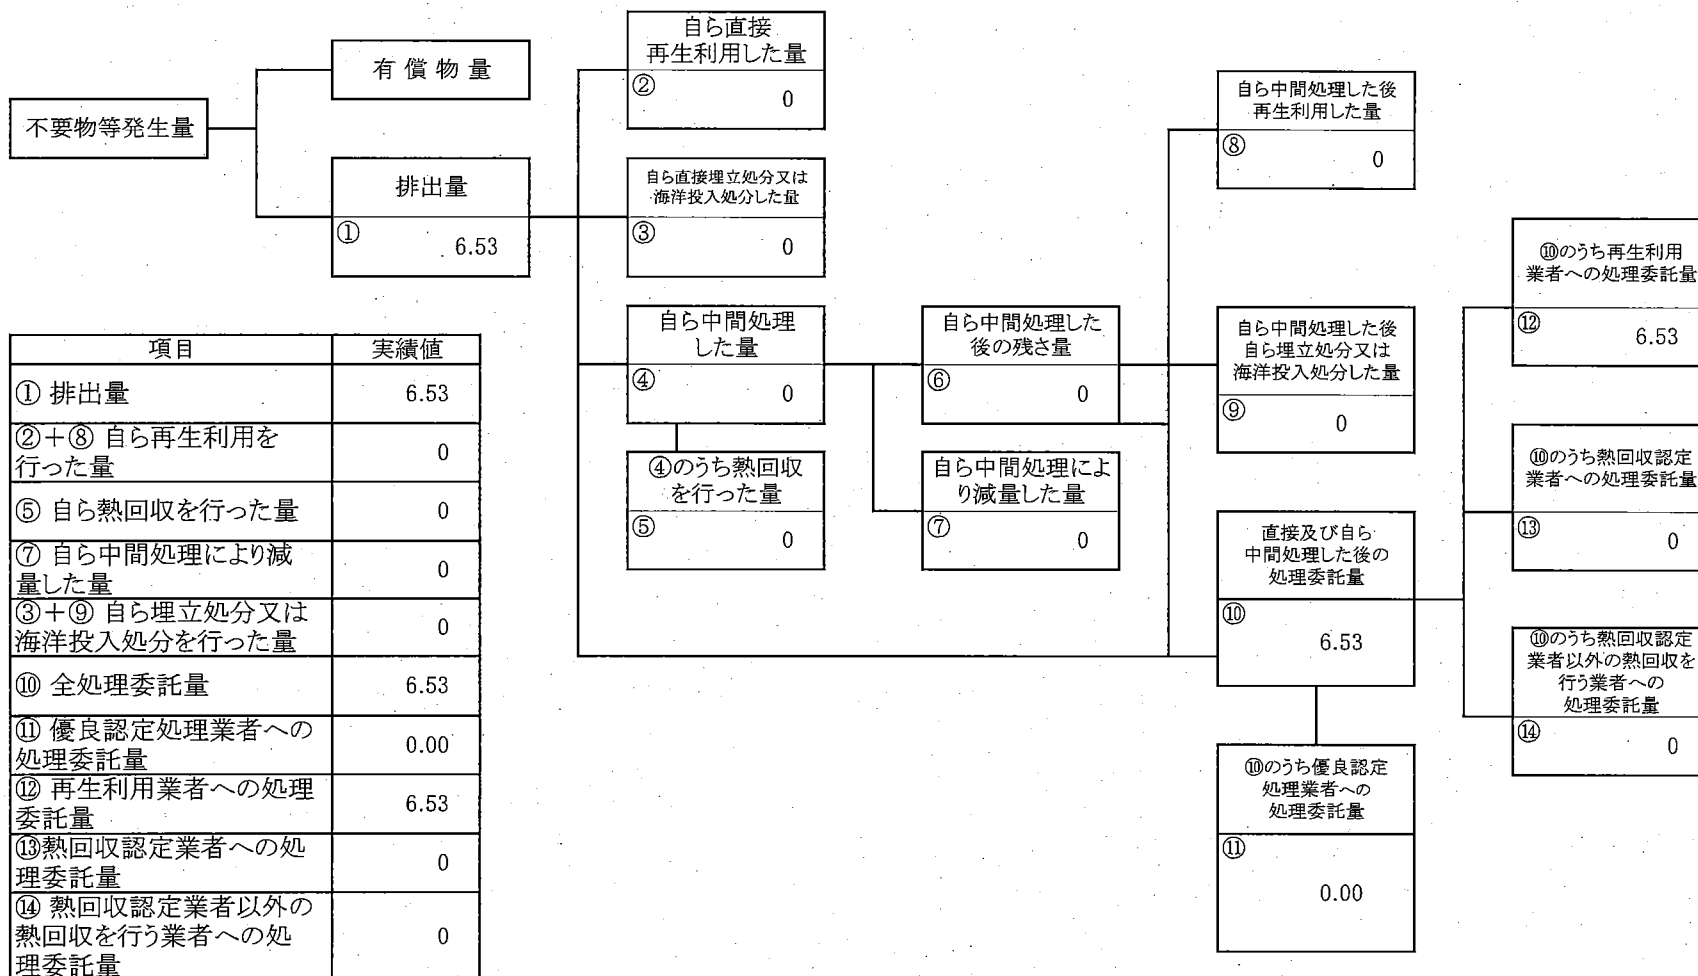 不要物等発生量
有 償 物 量
排出量
①
6.53
自ら直接
再生利用した量
②
0
自ら直接埋立処分又は
海洋投入処分した量
③
0
自ら中間処理
した量
④
0
④のうち熱回収
を行った量
⑤
0
自ら中間処理した
後の残さ量
⑥
0
自ら中間処理によ
り減量した量
⑦
0
自ら中間処理した後
再生利用した量
⑧
0
自ら中間処理した後
自ら埋立処分又は
海洋投入処分した量
⑨
0
直接及び自ら
中間処理した後の
処理委託量
⑩
6.53
⑩のうち優良認定
処理業者への
処理委託量
⑪
0.00
⑩のうち再生利用
業者への処理委託量
⑫
6.53
⑩のうち熱回収認定
業者への処理委託量
⑬
0
⑩のうち熱回収認定
業者以外の熱回収を
行う業者への
処理委託量
⑭
0
項目 実績値
① 排出量 6.53
②＋⑧ 自ら再生利用を
行った量 0
⑤ 自ら熱回収を行った量 0
⑦ 自ら中間処理により減
量した量 0
③＋⑨ 自ら埋立処分又は
海洋投入処分を行った量 0
⑩ 全処理委託量 6.53
⑪ 優良認定処理業者への
処理委託量 0.00
⑫ 再生利用業者への処理
委託量 6.53
⑬熱回収認定業者への処
理委託量 0
⑭ 熱回収認定業者以外の
熱回収を行う業者への処 0
理委託量